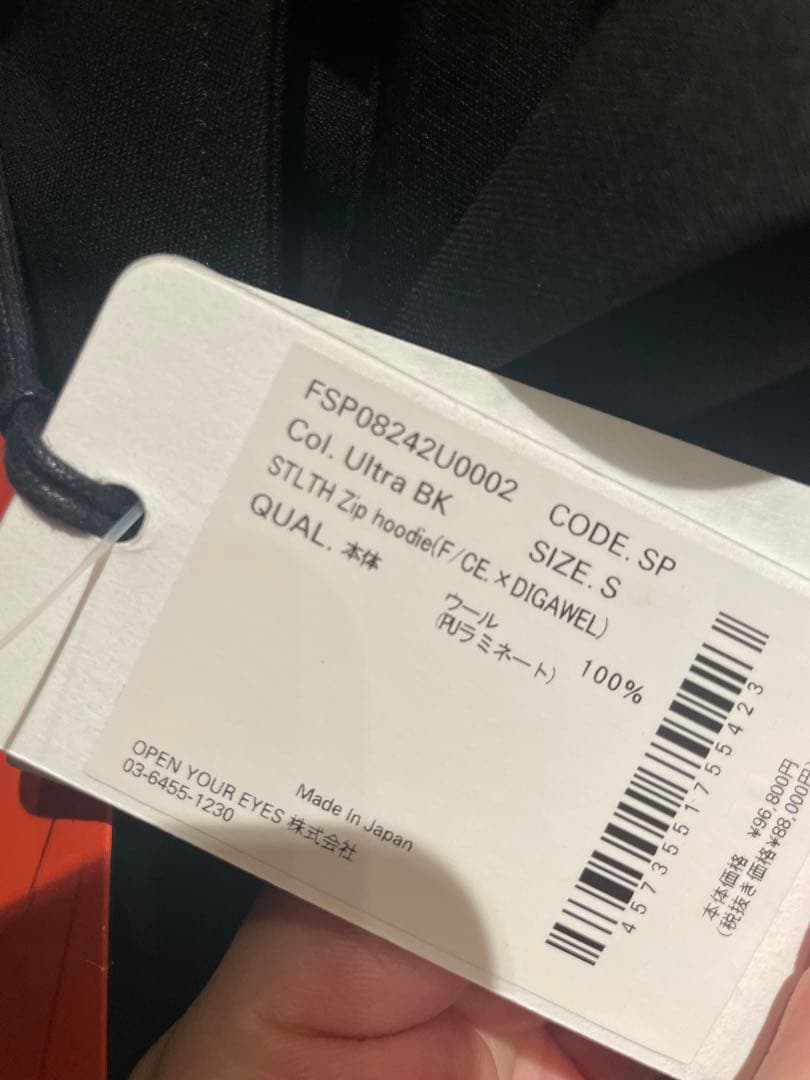 FSP08242U0002 CODE. SP
Col. Ultra BK SIZE. S
STLTH Zip hoodie(F/CE.×DIGAWEL)
QUAL. 本体 ウール 100%
(PUラミネート)
Made In Japan
OPEN YOUR EYES 株式会社
03-6455-1230
4573551755423
本体価格 ¥96,800円
(税抜き価格¥88,000円)